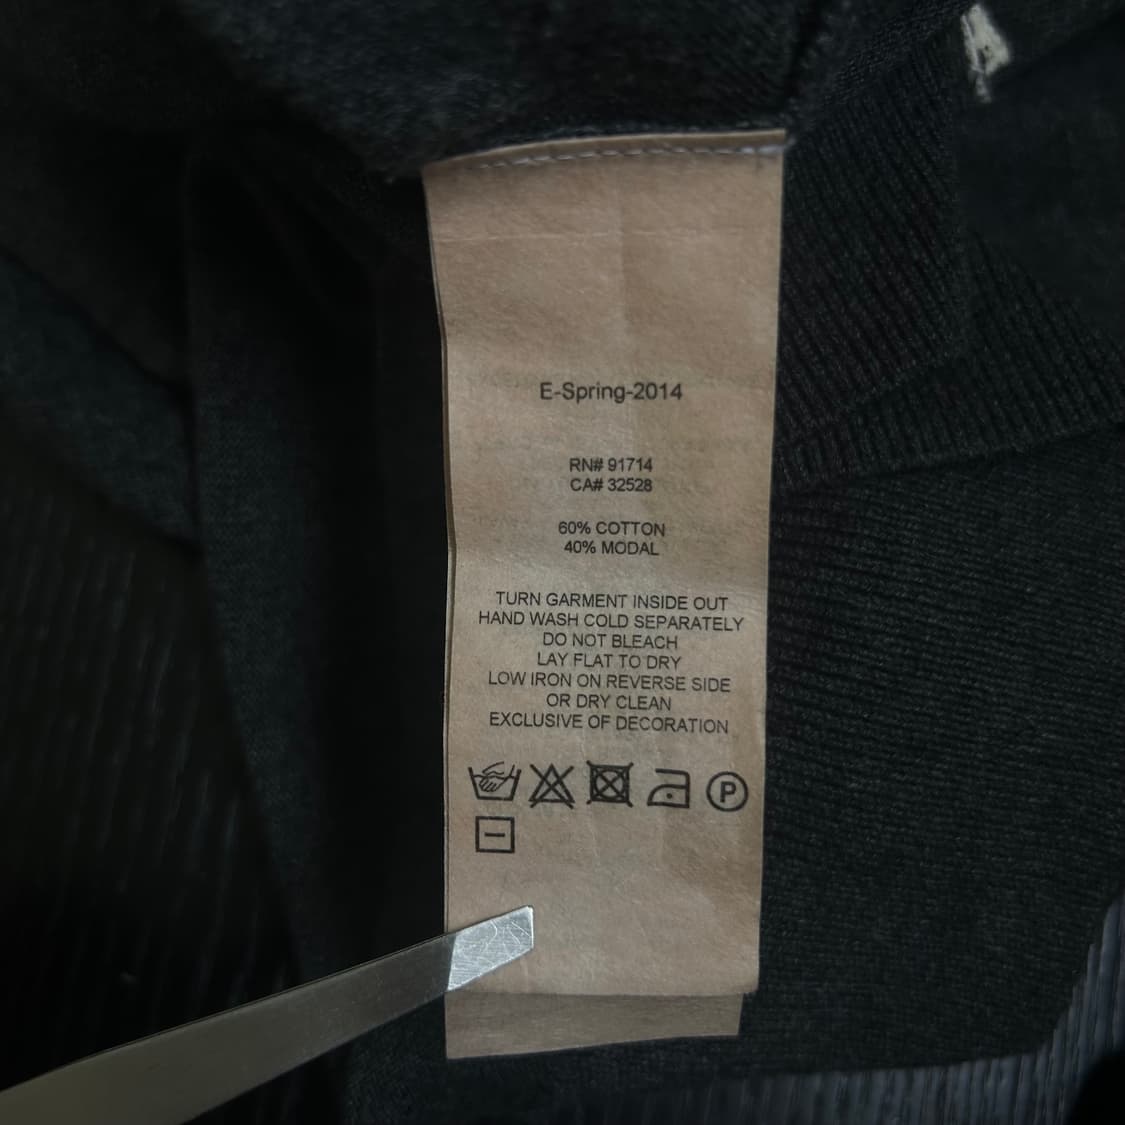 E-Spring-2014
RN# 91714
CA# 32528
60% COTTON
40% MODAL
TURN GARMENT INSIDE OUT
HAND WASH COLD SEPARATELY
DO NOT BLEACH
LAY FLAT TO DRY
LOW IRON ON REVERSE SIDE
OR DRY CLEAN
EXCLUSIVE OF DECORATION
P